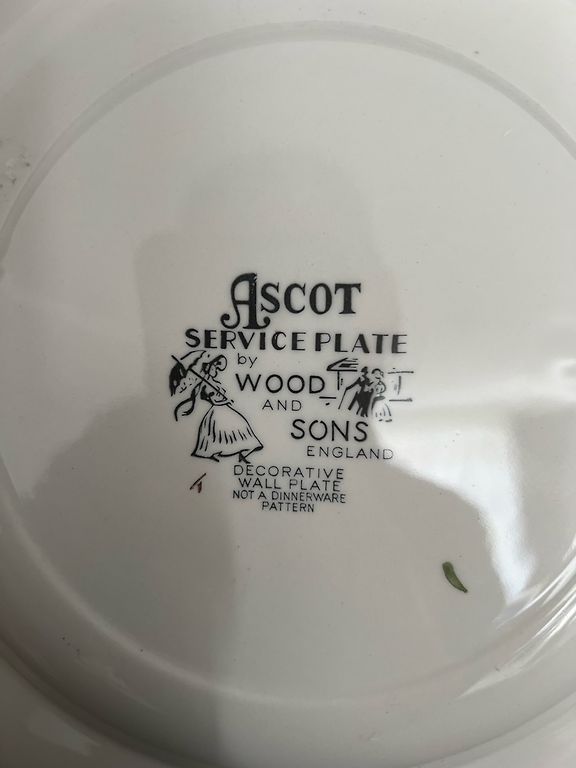 ASCOT
SERVICE PLATE
by
WOOD
AND
SONS
ENGLAND
DECORATIVE
WALL PLATE
NOT A DINNERWARE
PATTERN